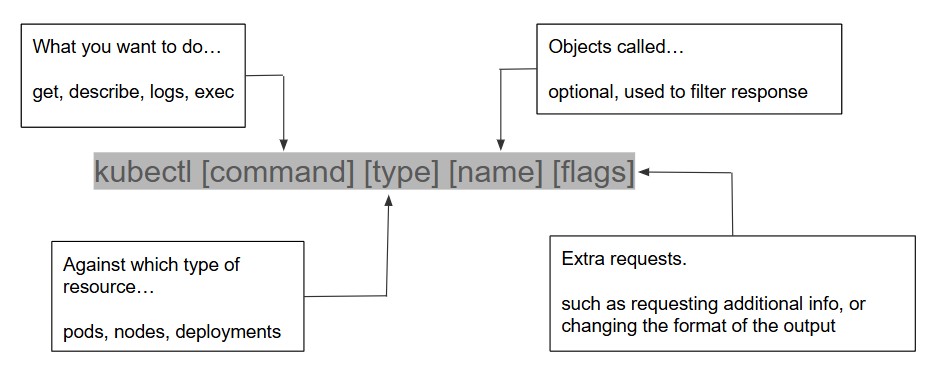 What you want to do…
get, describe, logs, exec
Objects called…
optional, used to filter response
kubectl [command] [type] [name] [flags]
Against which type of
resource…
pods, nodes, deployments
Extra requests.
such as requesting additional info, or
changing the format of the output